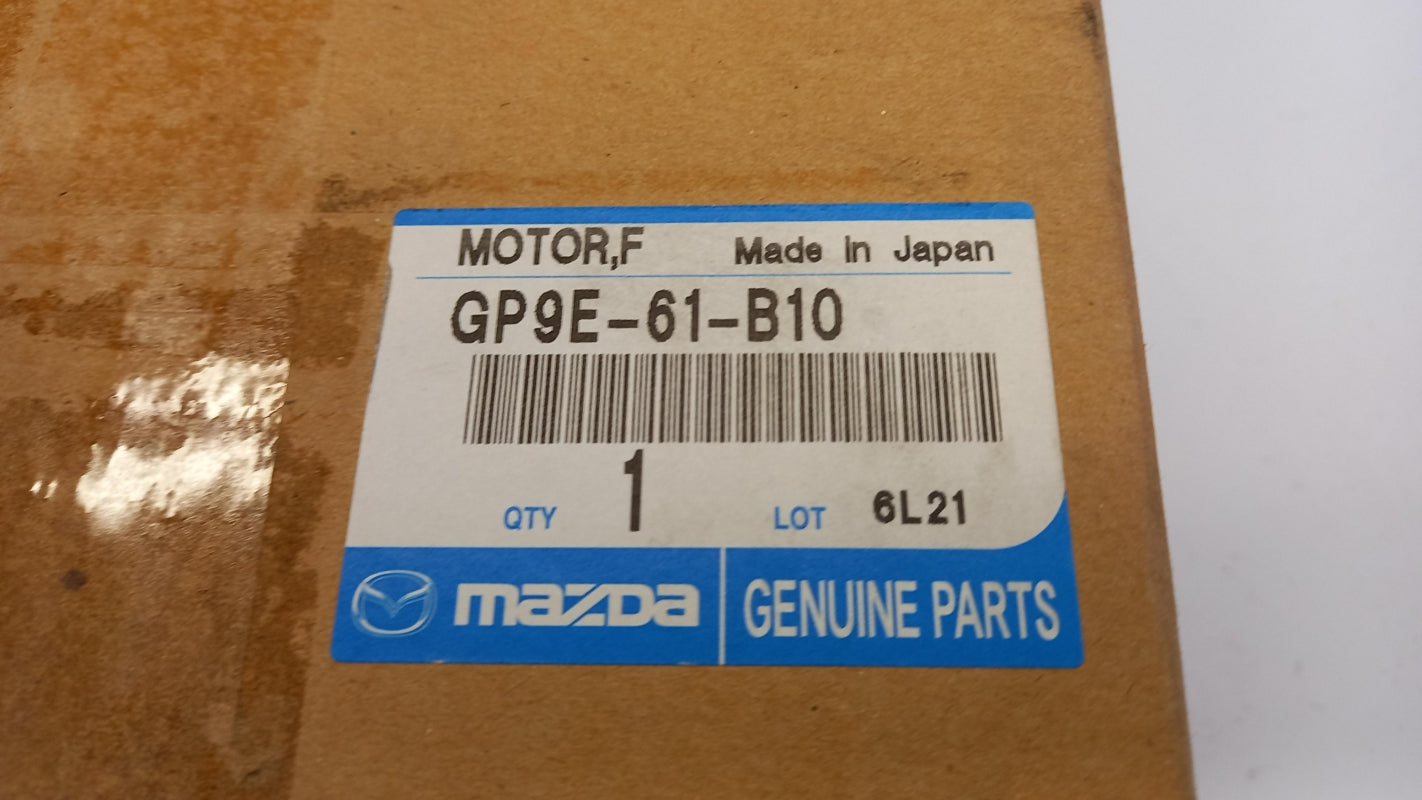 MOTOR,F Made in Japan
GP9E-61-B10
QTY 1 LOT 6L21
mazda GENUINE PARTS